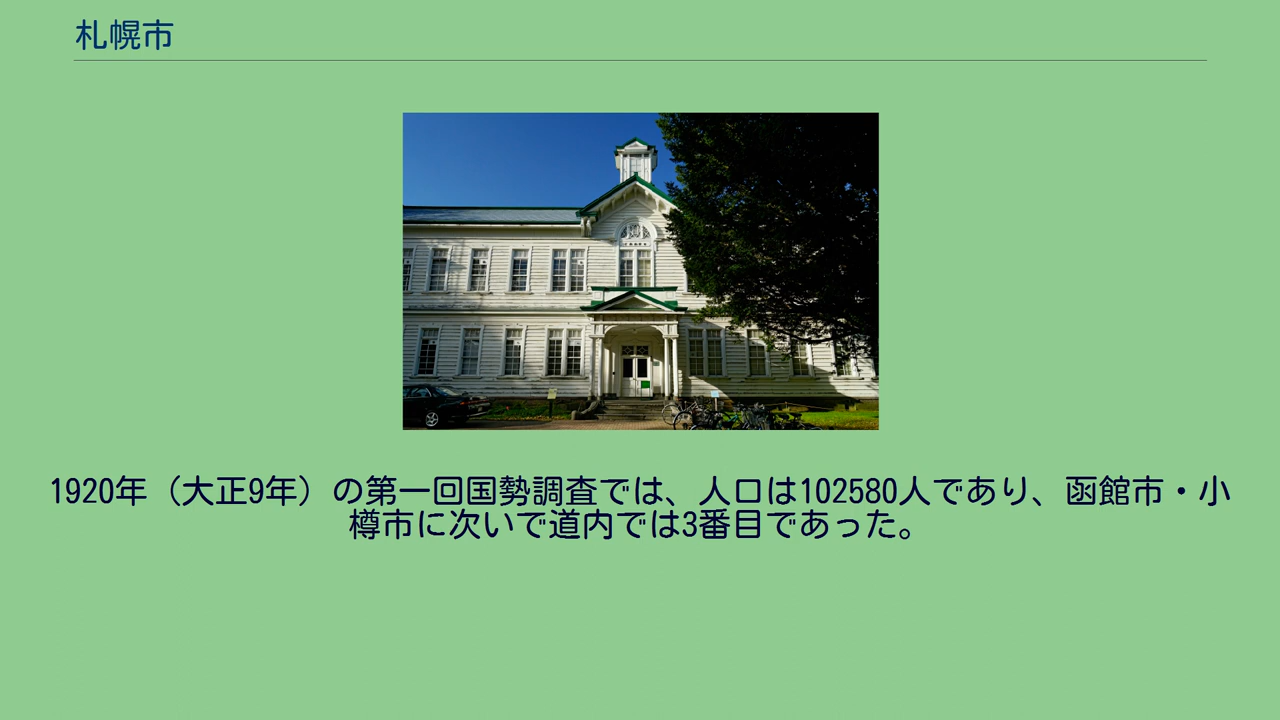 札幌市
1920年（大正9年）の第一回国勢調査では、人口は102580人であり、函館市・小
樽市に次いで道内では3番目であった。